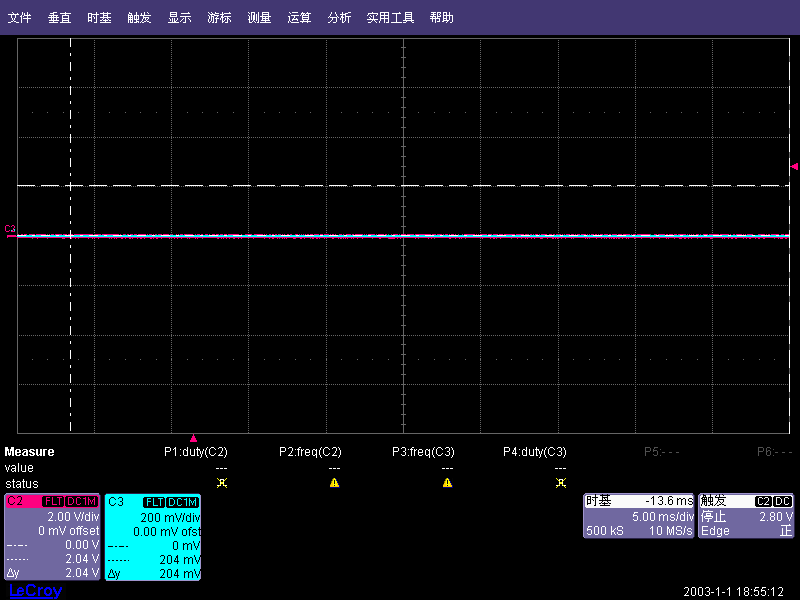 文件 垂直 时基 触发 显示 游标 测量 运算 分析 实用工具 帮助
C3
Measure P1:duty(C2) P2:freq(C2) P3:freq(C3) P4:duty(C3) P5:- - - P6:- - -
value --- --- --- ---
status
C2 FLT DC1M
2.00 V/div
0 mV offset
0.00 V
2.04 V
Δy 2.04 V
C3 FLT DC1M
200 mV/div
0.00 mV ofst
0 mV
204 mV
Δy 204 mV
时基 -13.6 ms
5.00 ms/div
500 kS 10 MS/s
触发 C2 DC
停止 2.80 V
Edge 正
LeCroy
2003-1-1 18:55:12